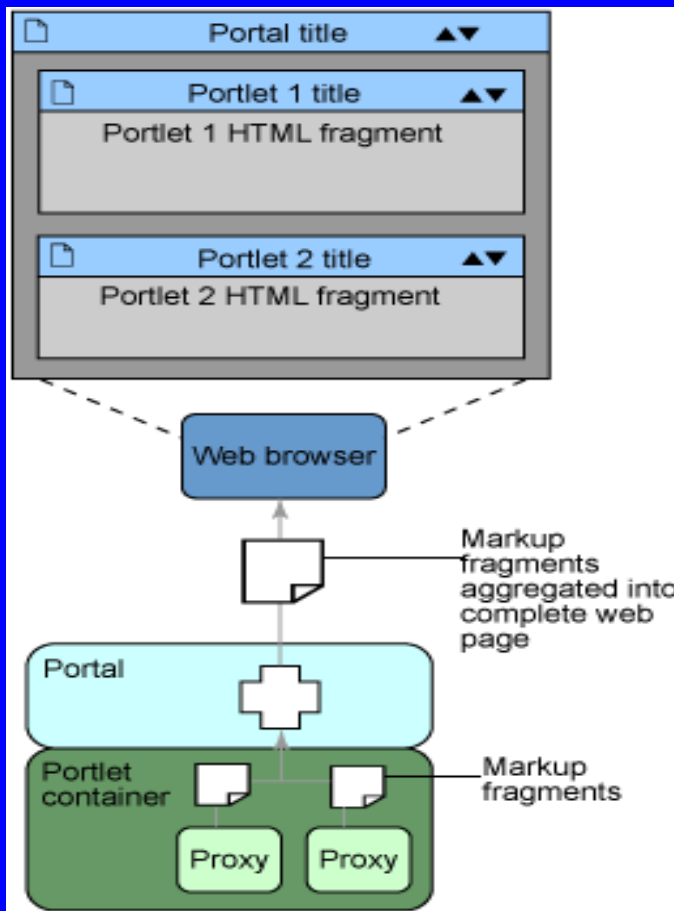 Portal title
Portlet 1 title
Portlet 1 HTML fragment
Portlet 2 title
Portlet 2 HTML fragment
Web browser
Markup
fragments
aggregated into
complete web
page
Portal
Portlet
container
Markup
fragments
Proxy
Proxy